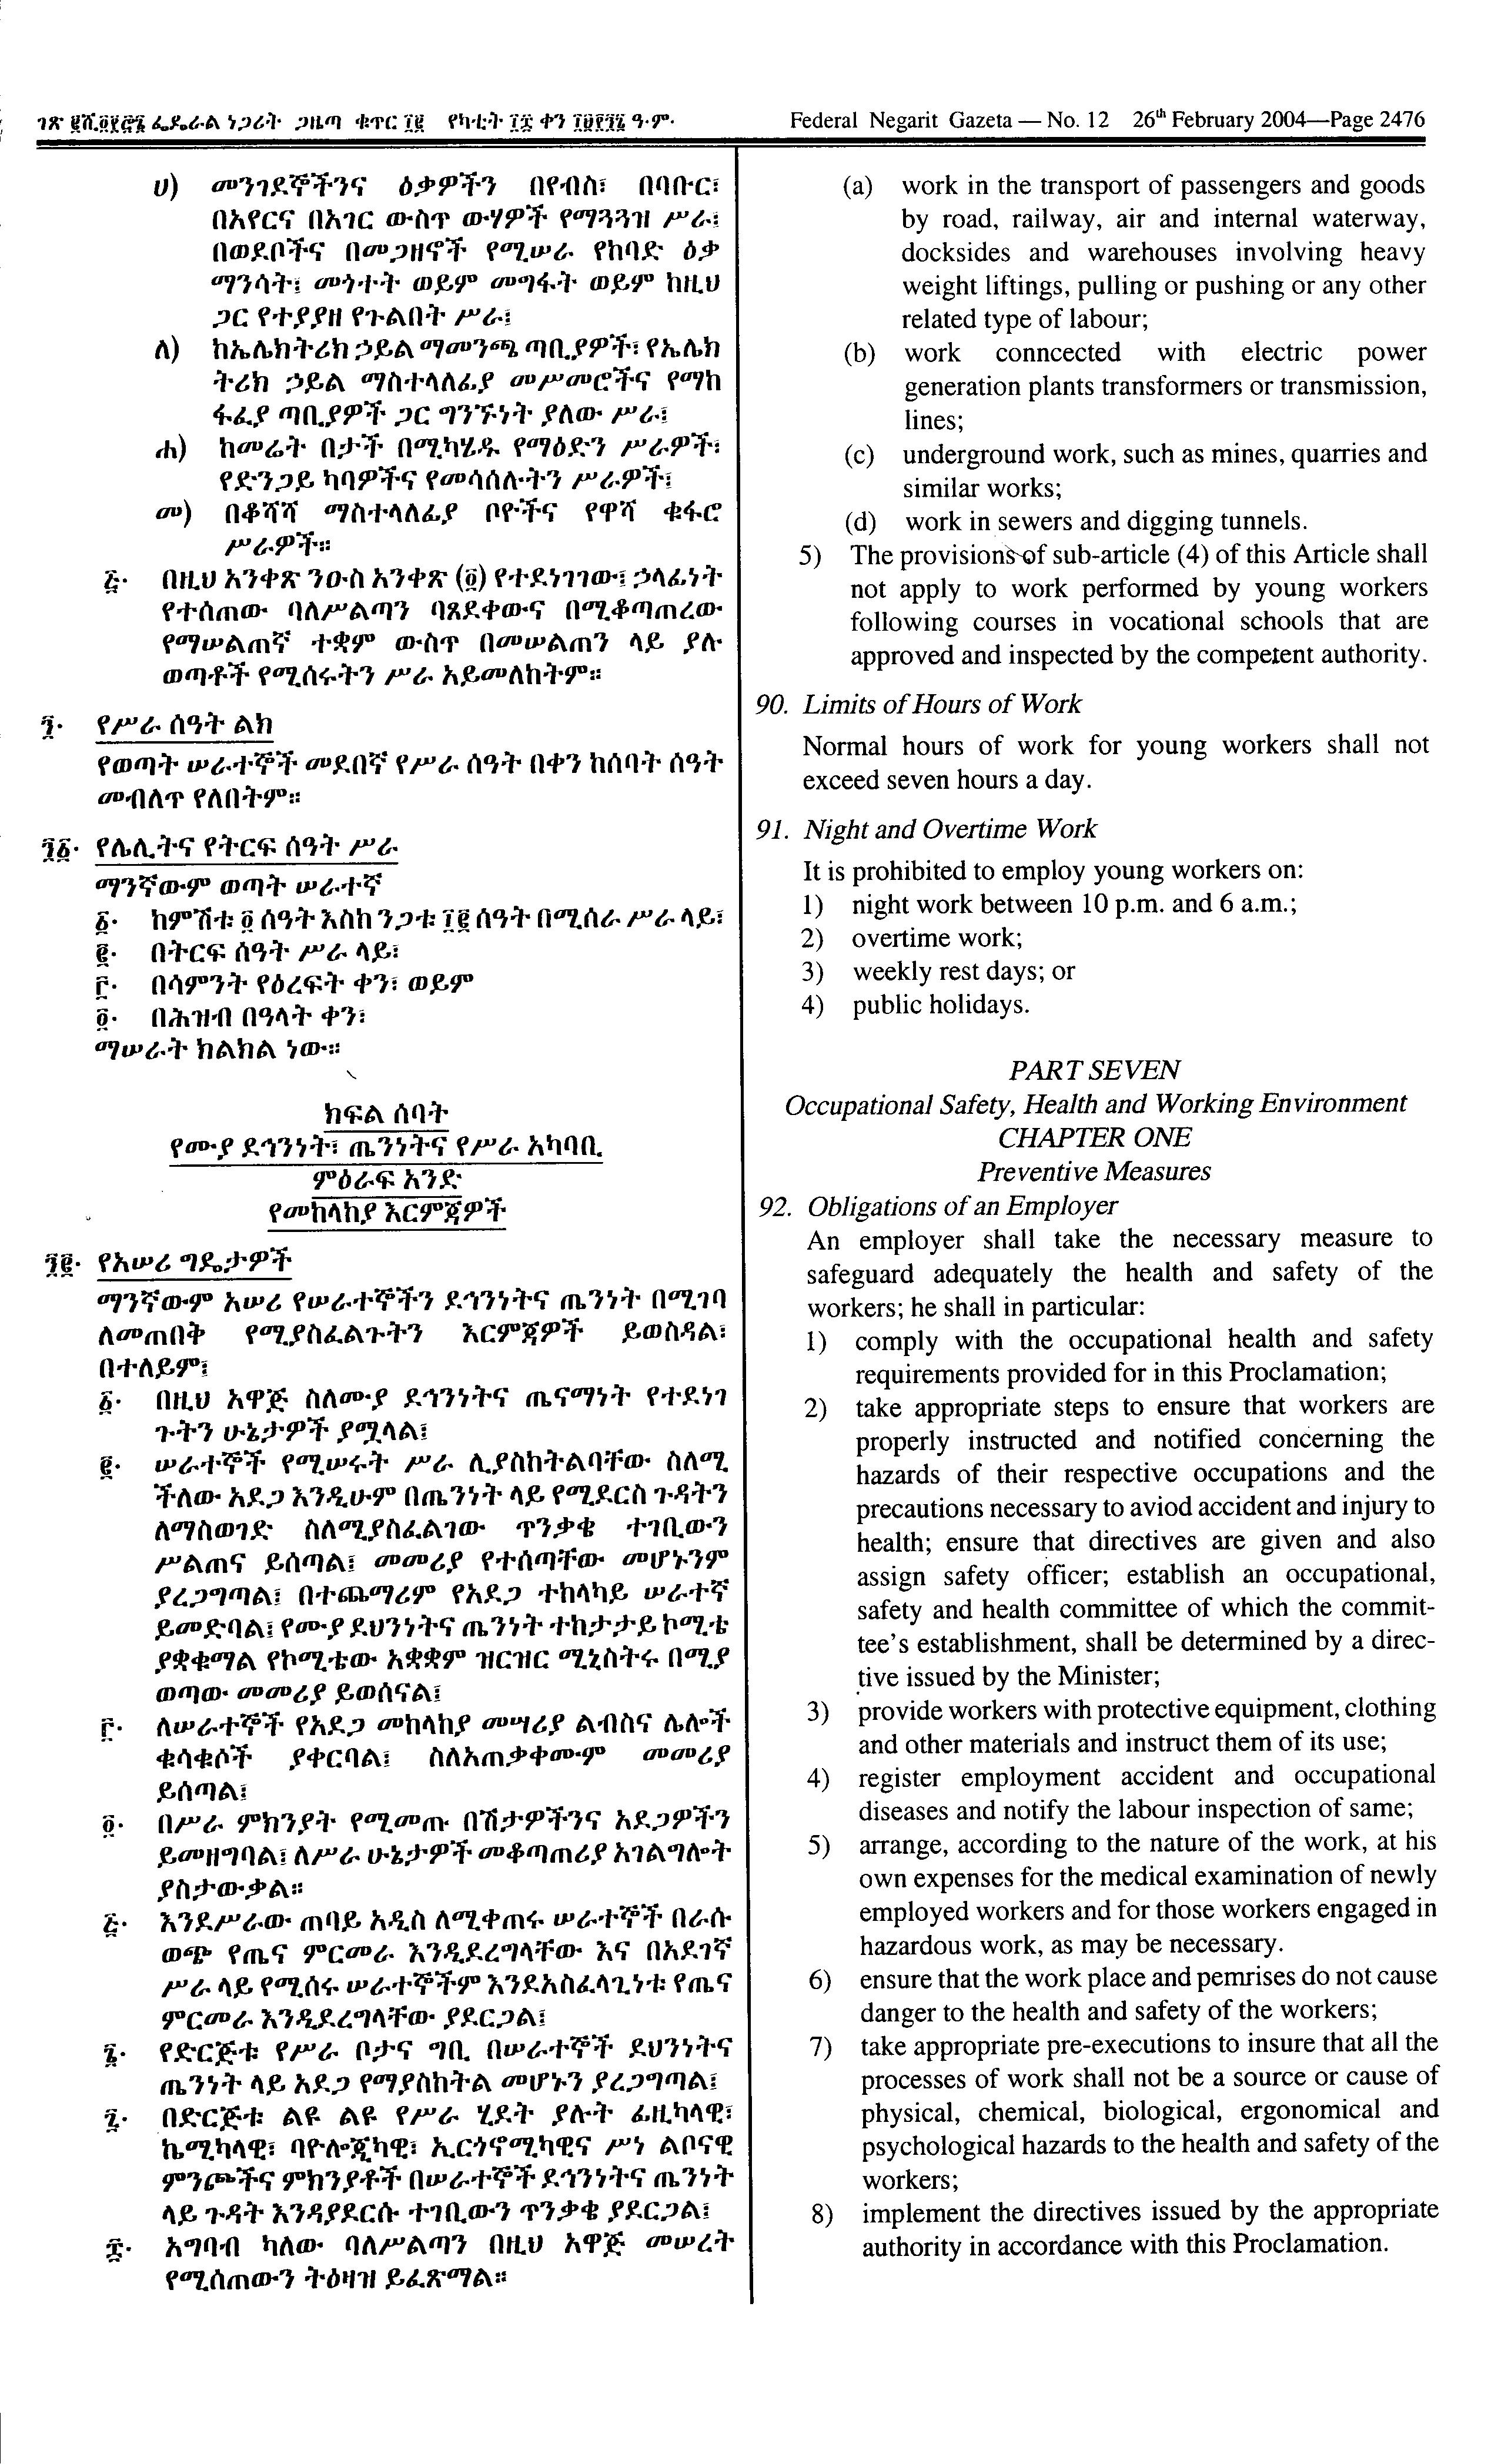 ገጽ ፪ሺ፬፻፸፮ ፌዴራል ነጋሪት ጋዜጣ ቁጥር ፲፪ የካቲት ፲፰ ቀን ፲፱፻፺፮ ዓ·ም·
Federal Negarit Gazeta — No. 12 26th February 2004—Page 2476
ሀ) መንገደኞችንና ዕቃዎችን በየብስ፣ በባቡር፣
በአየርና በአገር ውስጥ ውሃዎች የማጓጓዝ ሥራ፤
በወደቦችና በመጋዘኖች የሚሠራ የከባድ ዕቃ
ማንሳት፤ መጎተት ወይም መግፋት ወይም ከዚህ
ጋር የተያያዘ የጉልበት ሥራ፤
ለ) ከኤሌክትሪክ ኃይል ማመንጫ ጣቢያዎች፣ የኤሌክ
ትሪክ ኃይል ማስተላለፊያ መሥመሮችና የማከ
ፋፈያ ጣቢያዎች ጋር ግንኙነት ያለው ሥራ፤
ሐ) ከመሬት በታች በሚካሄዱ የማዕድን ሥራዎች፣
የድንጋይ ካባዎችና የመሳሰሉትን ሥራዎች፤
መ) በቆሻሻ ማስተላለፊያ ቦዮችና የዋሻ ቁፋሮ
ሥራዎች።
፭· በዚህ አንቀጽ ንዑስ አንቀጽ (፬) የተደነገገው፤ ኃላፊነት
የተሰጠው ባለሥልጣን ባጸደቀውና በሚቆጣጠረው
የማሠልጠኛ ተቋም ውስጥ በመሠልጠን ላይ ያሉ
ወጣቶች የሚሰሩትን ሥራ አይመለከትም።
፺· የሥራ ሰዓት ልክ
የወጣት ሠራተኞች መደበኛ የሥራ ሰዓት በቀን ከሰባት ሰዓት
መብለጥ የለበትም።
፺፩· የሌሊትና የትርፍ ሰዓት ሥራ
ማንኛውም ወጣት ሠራተኛ
፩· ከምሽቱ ፬ ሰዓት እስከ ንጋቱ ፲፪ ሰዓት በሚሰራ ሥራ ላይ፣
፪· በትርፍ ሰዓት ሥራ ላይ፣
፫· በሳምንት የዕረፍት ቀን፣ ወይም
፬· በሕዝብ በዓላት ቀን፣
ማሠራት ክልክል ነው።
ክፍል ሰባት
የሙያ ደኅንነት፣ ጤንነትና የሥራ አካባቢ
ምዕራፍ አንድ
የመከላከያ እርምጃዎች
፺፪· የአሠሪ ግዴታዎች
ማንኛውም አሠሪ የሠራተኞችን ደኅንነትና ጤንነት በሚገባ
ለመጠበቅ የሚያስፈልጉትን እርምጃዎች ይወስዳል፣
በተለይም፤
፩· በዚህ አዋጅ ስለሙያ ደኅንነትና ጤናማነት የተደነገ
ጉትን ሁኔታዎች ያሟላል፤
፪· ሠራተኞች የሚሠሩት ሥራ ሊያስከትልባቸው ስለሚ
ችለው አደጋ እንዲሁም በጤንነት ላይ የሚደርስ ጉዳትን
ለማስወገድ ስለሚያስፈልገው ጥንቃቄ ተገቢውን
ሥልጠና ይሰጣል፤ መመሪያ የተሰጣቸው መሆኑንም
ያረጋግጣል፤ በተጨማሪም የአደጋ ተከላካይ ሠራተኛ
ይመድባል፤ የሙያ ደህንነትና ጤንነት ተከታታይ ኮሚቴ
ያቋቁማል የኮሚቴው አቋቋም ዝርዝር ሚኒስትሩ በሚያ
ወጣው መመሪያ ይወሰናል፤
፫· ለሠራተኞች የአደጋ መከላከያ መሣሪያ ልብስና ሌሎች
ቁሳቁሶች ያቀርባል፤ ስለአጠቃቀሙም መመሪያ
ይሰጣል፤
፬· በሥራ ምክንያት የሚመጡ በሽታዎችንና አደጋዎችን
ይመዘግባል፤ ለሥራ ሁኔታዎች መቆጣጠሪያ አገልግሎት
ያስታውቃል።
፭· እንደሥራው ጠባይ አዲስ ለሚቀጠሩ ሠራተኞች በራሱ
ወጭ የጤና ምርመራ እንዲደረግላቸው እና በአደገኛ
ሥራ ላይ የሚሰሩ ሠራተኞችም እንደአስፈላጊነቱ የጤና
ምርመራ እንዲደረግላቸው ያደርጋል፤
፮· የድርጅቱ የሥራ ቦታና ግቢ በሠራተኞች ደህንነትና
ጤንነት ላይ አደጋ የማያስከትል መሆኑን ያረጋግጣል፤
፯· በድርጅቱ ልዩ ልዩ የሥራ ሂደት ያሉት ፊዚካላዊ፣
ኬሚካላዊ፣ ባዮሎጂካዊ፣ ኢርጎኖሚካዊና ሥነ ልቦናዊ
ምንጮችና ምክንያቶች በሠራተኞች ደኅንነትና ጤንነት
ላይ ጉዳት እንዳያደርሱ ተገቢውን ጥንቃቄ ያደርጋል፤
፰· አግባብ ካለው ባለሥልጣን በዚህ አዋጅ መሠረት
የሚሰጠውን ትዕዛዝ ይፈጽማል።
(a) work in the transport of passengers and goods
by road, railway, air and internal waterway,
docksides and warehouses involving heavy
weight liftings, pulling or pushing or any other
related type of labour;
(b) work conncected with electric power
generation plants transformers or transmission,
lines;
(c) underground work, such as mines, quarries and
similar works;
(d) work in sewers and digging tunnels.
5) The provisions of sub-article (4) of this Article shall
not apply to work performed by young workers
following courses in vocational schools that are
approved and inspected by the competent authority.
90. Limits of Hours of Work
Normal hours of work for young workers shall not
exceed seven hours a day.
91. Night and Overtime Work
It is prohibited to employ young workers on:
1) night work between 10 p.m. and 6 a.m.;
2) overtime work;
3) weekly rest days; or
4) public holidays.
PART SEVEN
Occupational Safety, Health and Working Environment
CHAPTER ONE
Preventive Measures
92. Obligations of an Employer
An employer shall take the necessary measure to
safeguard adequately the health and safety of the
workers; he shall in particular:
1) comply with the occupational health and safety
requirements provided for in this Proclamation;
2) take appropriate steps to ensure that workers are
properly instructed and notified concerning the
hazards of their respective occupations and the
precautions necessary to aviod accident and injury to
health; ensure that directives are given and also
assign safety officer; establish an occupational,
safety and health committee of which the commit-
tee's establishment, shall be determined by a direc-
tive issued by the Minister;
3) provide workers with protective equipment, clothing
and other materials and instruct them of its use;
4) register employment accident and occupational
diseases and notify the labour inspection of same;
5) arrange, according to the nature of the work, at his
own expenses for the medical examination of newly
employed workers and for those workers engaged in
hazardous work, as may be necessary.
6) ensure that the work place and pemrises do not cause
danger to the health and safety of the workers;
7) take appropriate pre-executions to insure that all the
processes of work shall not be a source or cause of
physical, chemical, biological, ergonomical and
psychological hazards to the health and safety of the
workers;
8) implement the directives issued by the appropriate
authority in accordance with this Proclamation.